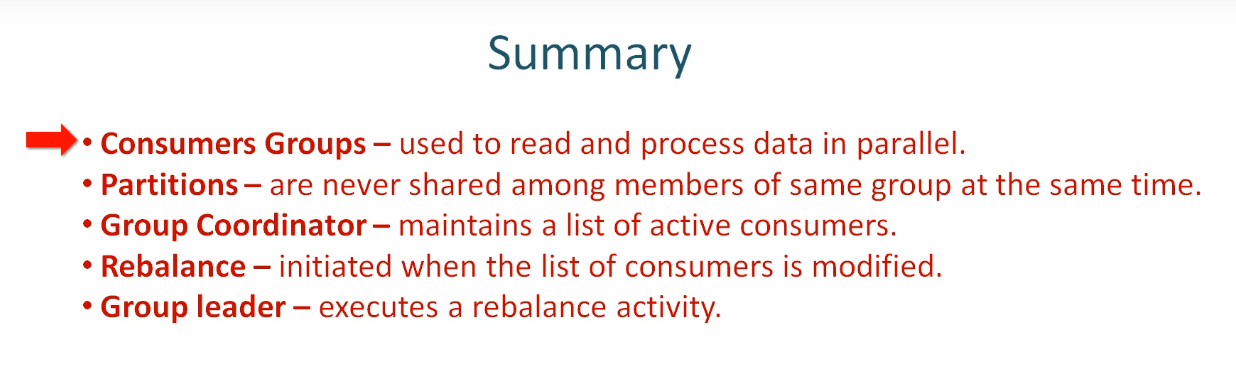 Summary
• Consumers Groups – used to read and process data in parallel.
• Partitions – are never shared among members of same group at the same time.
• Group Coordinator – maintains a list of active consumers.
• Rebalance – initiated when the list of consumers is modified.
• Group leader – executes a rebalance activity.